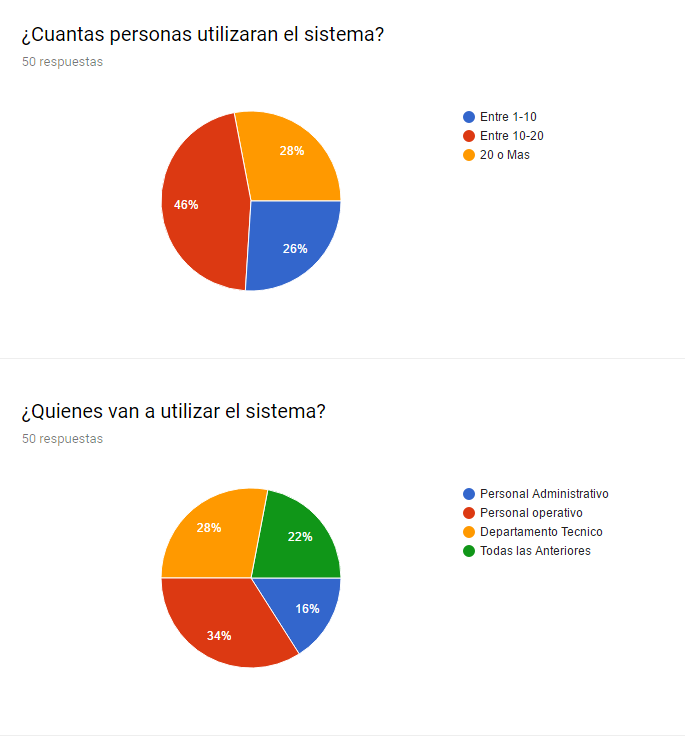 ¿Cuantas personas utilizaran el sistema?
50 respuestas
Entre 1-10
Entre 10-20
20 o Mas
28%
46%
26%
¿Quienes van a utilizar el sistema?
50 respuestas
Personal Administrativo
Personal operativo
Departamento Tecnico
Todas las Anteriores
28%
22%
16%
34%